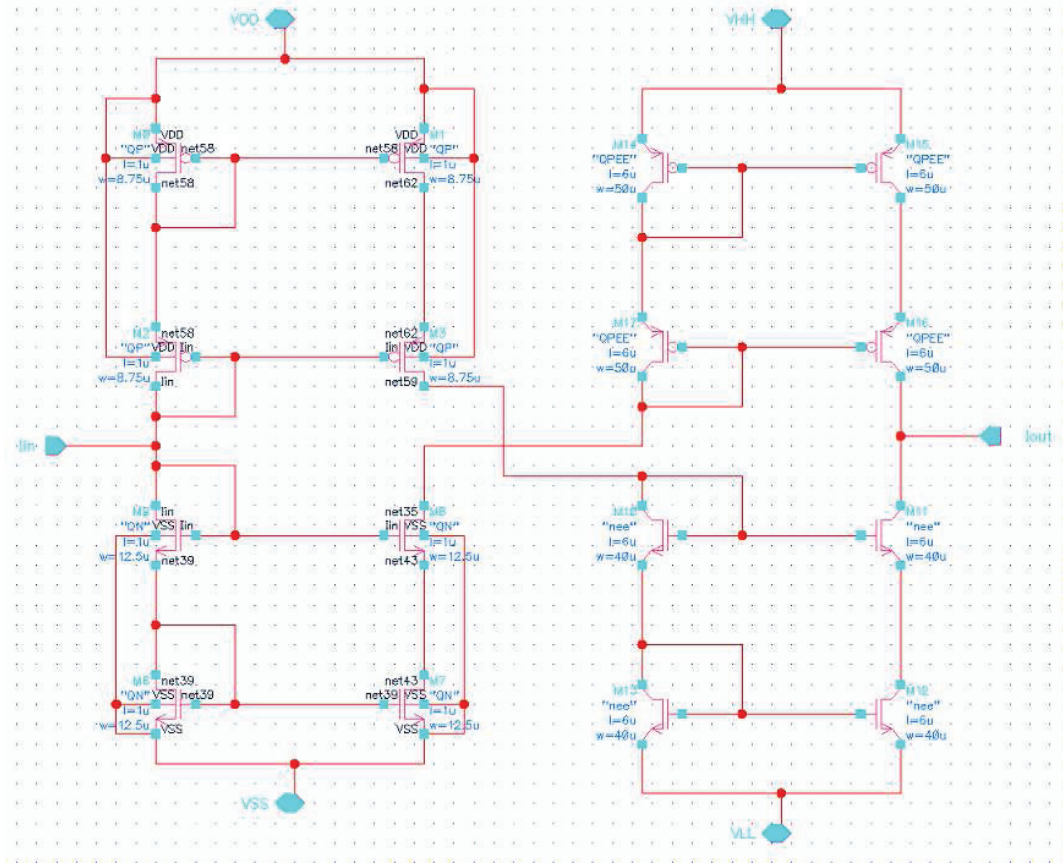 VDD
VHH
M0
VDD
"QP"
VDD
net58
l=1u
w=8.75u
net58
VDD
M1
net58
VDD
"QP"
l=1u
w=8.75u
net62
M14
"QPEE"
l=6u
w=50u
M15
"QPEE"
l=6u
w=50u
M2
net58
"QP"
VDD
Iin
l=1u
w=8.75u
Iin
net62
M3
Iin
VDD
"QP"
l=1u
w=8.75u
net59
M17
"QPEE"
l=6u
w=50u
M16
"QPEE"
l=6u
w=50u
Iin
Iout
M9
Iin
"QN"
VSS
Iin
l=1u
w=12.5u
net39
net35
Iin
VSS
"QN"
l=1u
w=12.5u
net43
M10
"nee"
l=6u
w=40u
M11
"nee"
l=6u
w=40u
net39
"QN"
VSS
net39
l=1u
w=12.5u
VSS
net43
M7
net39
VSS
"QN"
l=1u
w=12.5u
VSS
M13
"nee"
l=6u
w=40u
M12
"nee"
l=6u
w=40u
VSS
VLL